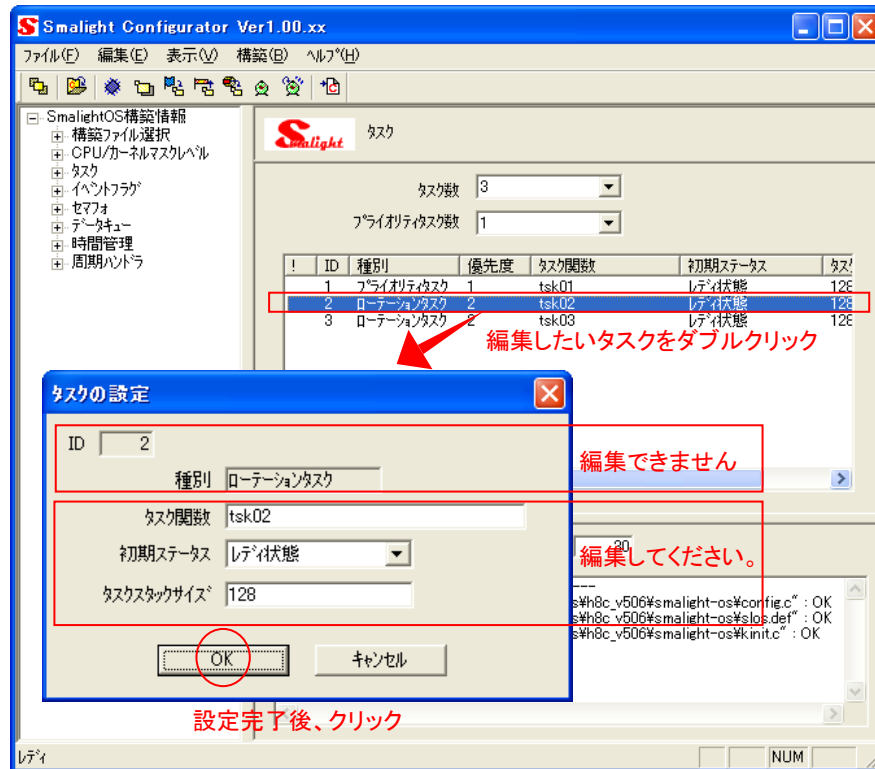 Smalight Configurator Ver1.00.xx
ファイル(F) 編集(E) 表示(V) 構築(B) ヘルプ(H)
SmalightOS構築情報
構築ファイル選択
CPU/カーネルマスクレベル
タスク
イベントフラグ
セマフォ
データキュー
時間管理
周期ハンドラ
Smalight タスク
タスク数 3
プライオリティタスク数 1
! ID 種別 優先度 タスク関数 初期ステータス
1 プライオリティタスク 1 tsk01 レディ状態 128
2 ローテーションタスク 2 tsk02 レディ状態 128
3 ローテーションタスク 2 tsk03 レディ状態 128
編集したいタスクをダブルクリック
タスクの設定
ID 2
種別 ローテーションタスク
編集できません
タスク関数 tsk02
初期ステータス レディ状態
タスクスタックサイズ 128
編集してください。
OK キャンセル
設定完了後、クリック
---
s¥h8c_v506¥smalight-os¥config.c" : OK
s¥h8c_v506¥smalight-os¥slos.def" : OK
s¥h8c_v506¥smalight-os¥kinit.c" : OK
レディ
NUM